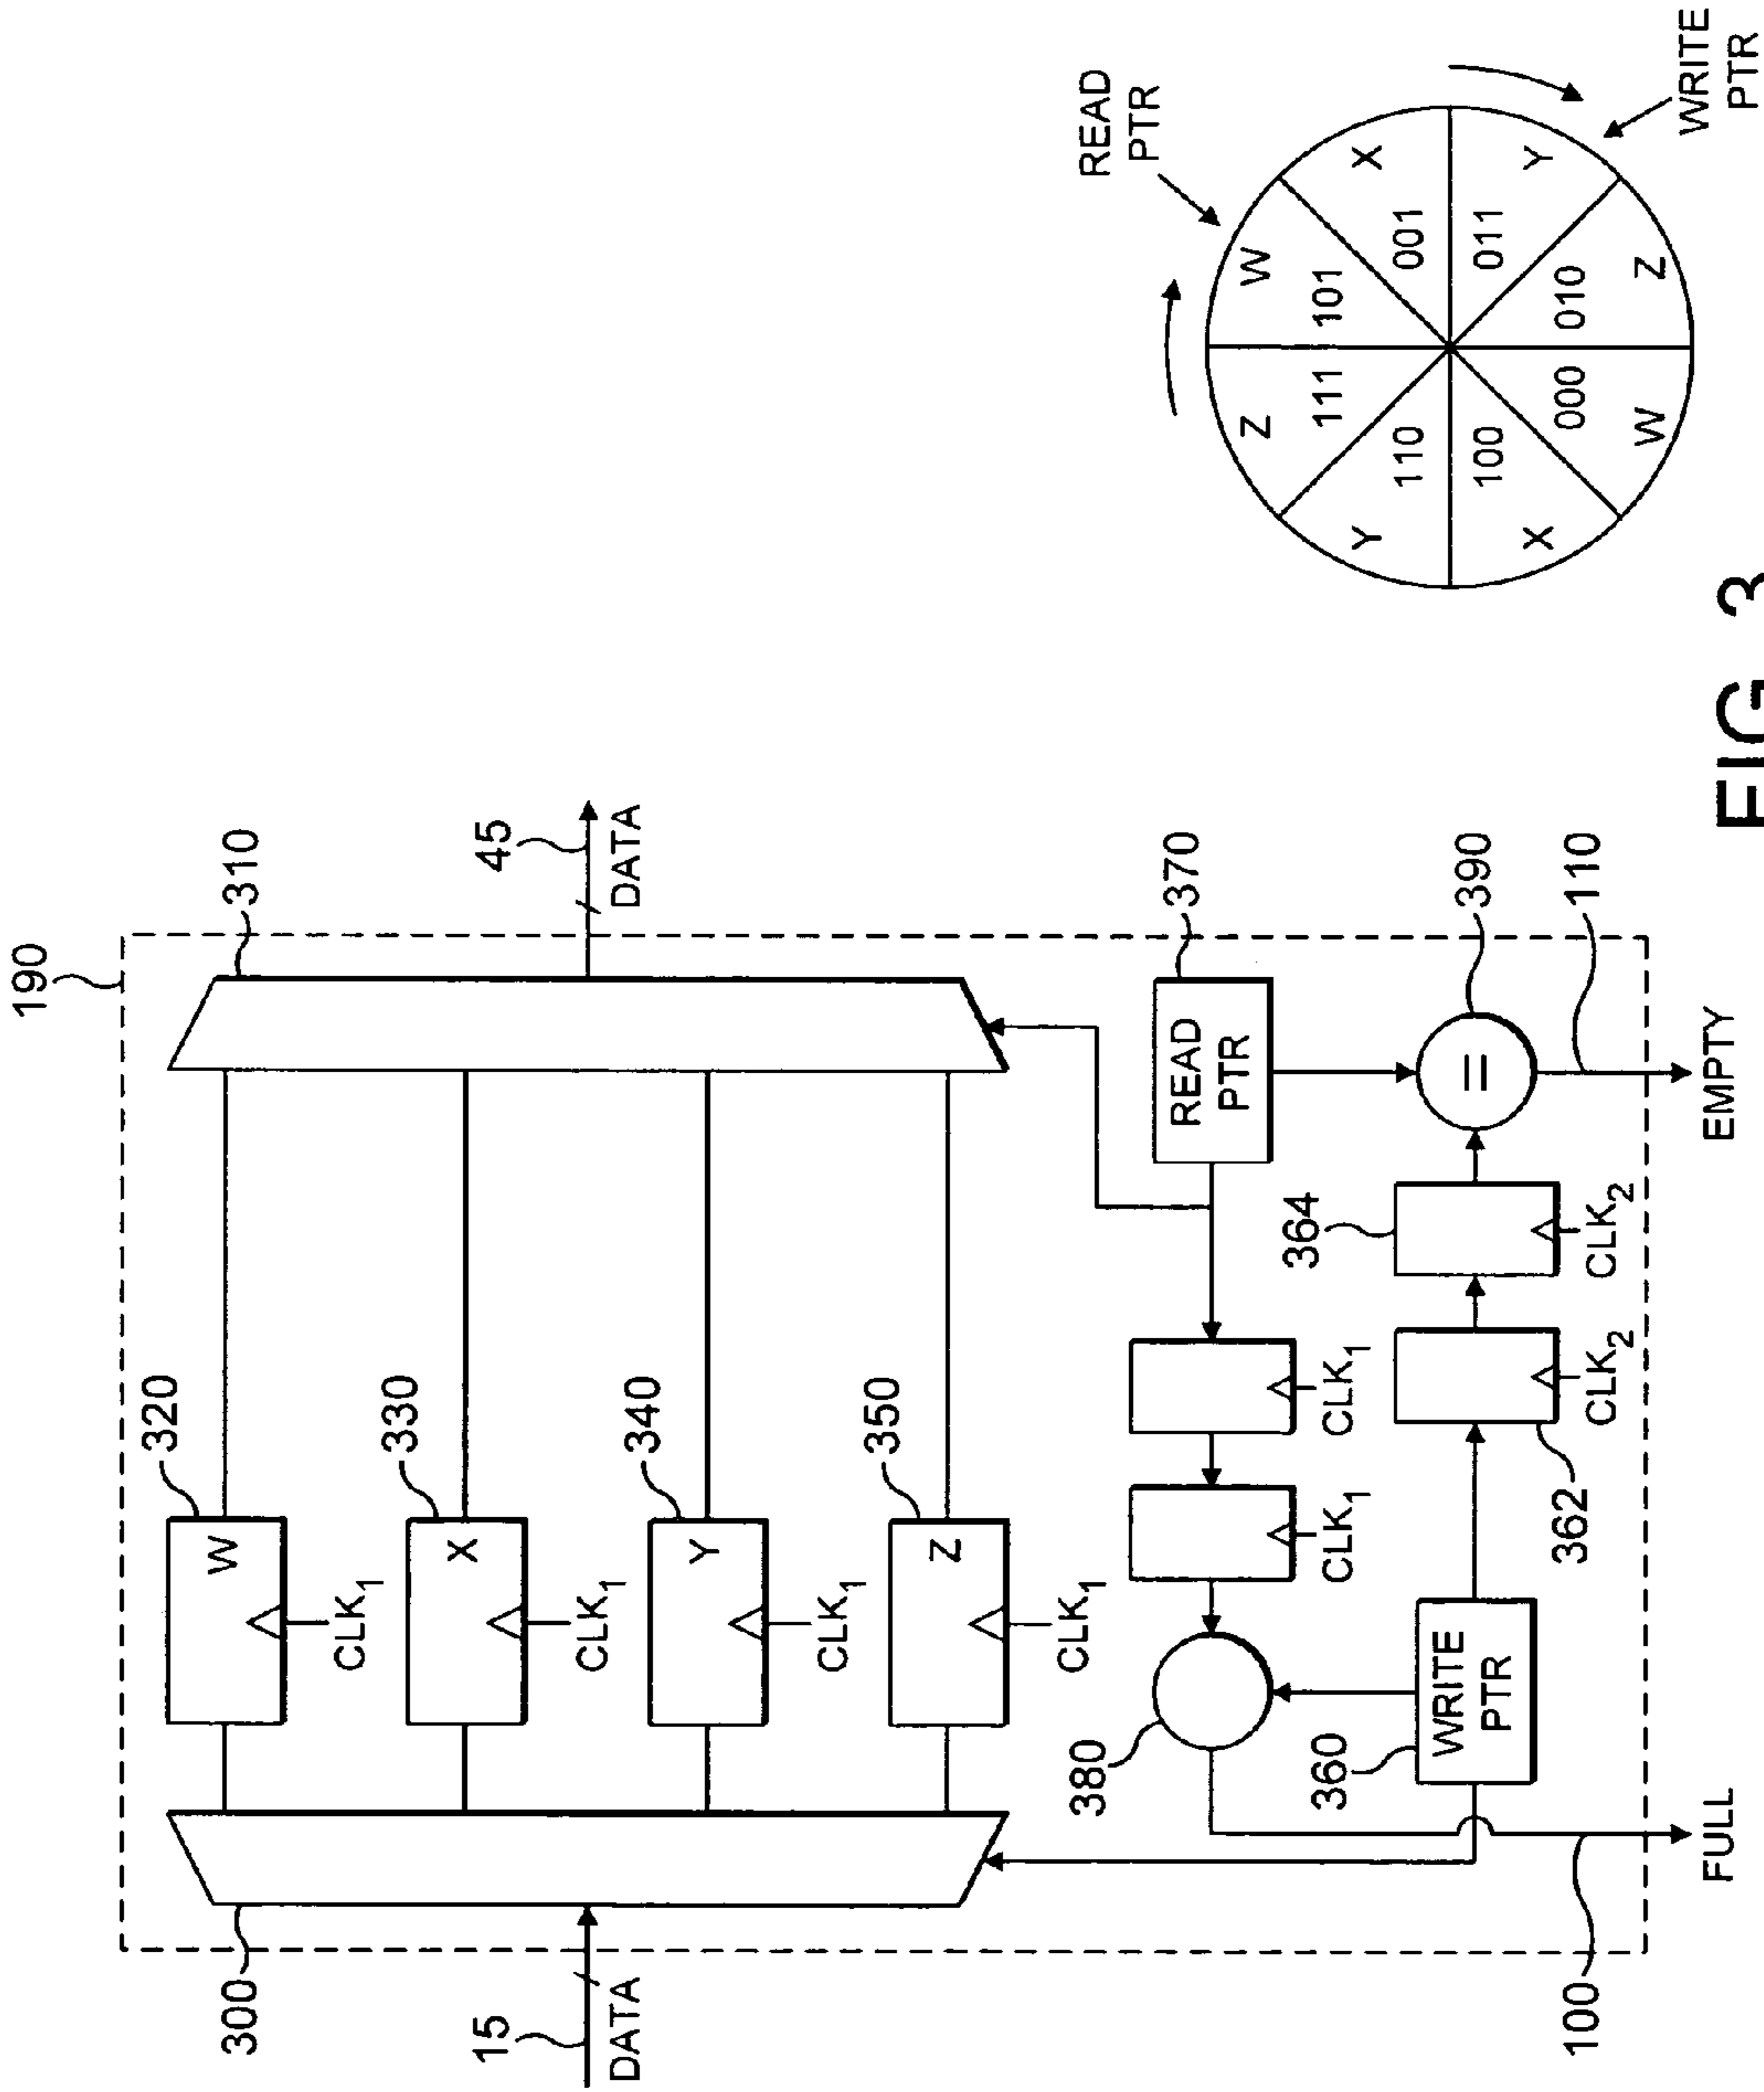 190
320
300
W
310
CLK₁
330
X
CLK₁
15
DATA
45
DATA
340
Y
CLK₁
350
Z
CLK₁
380
CLK₁
CLK₁
READ
PTR
370
360
WRITE
PTR
362
CLK₂
364
CLK₂
=
390
100
FULL
EMPTY
110
READ
PTR
Z W
111 101
Y X
110 001
100 011
X Y
000 010
W Z
WRITE
PTR
FIG 3